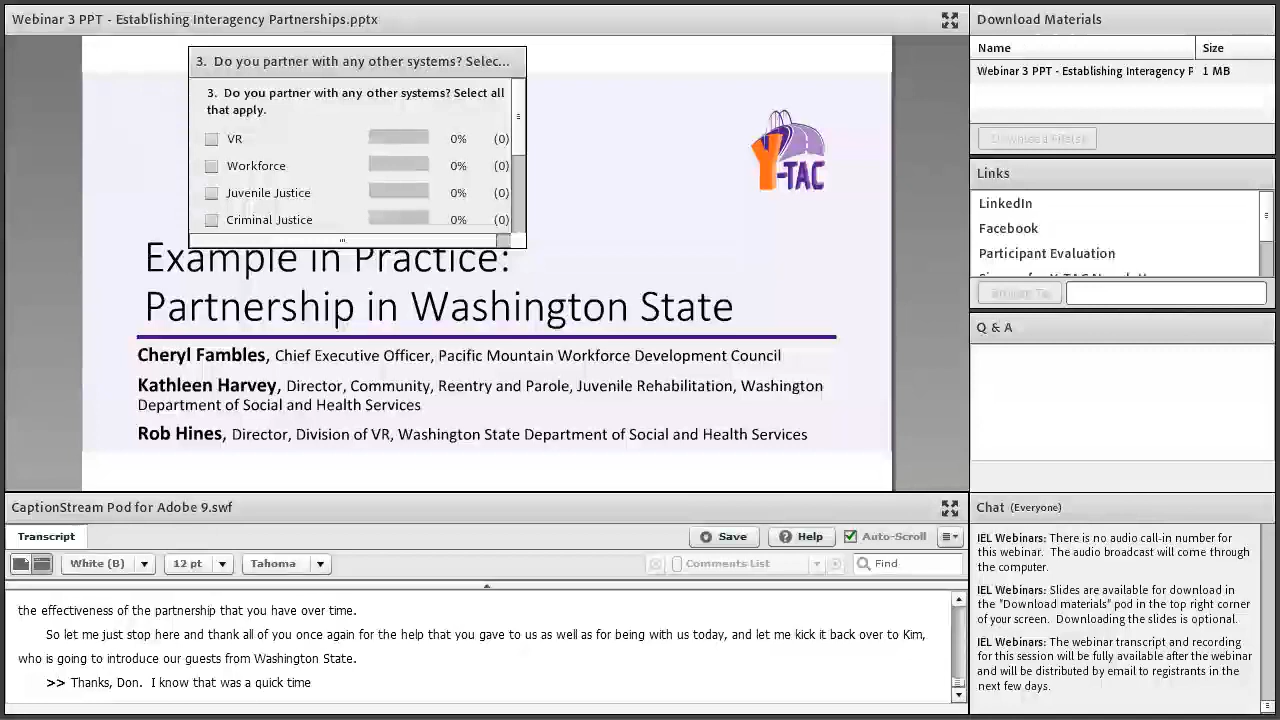 Webinar 3 PPT - Establishing Interagency Partnerships.pptx
3. Do you partner with any other systems? Selec...
3. Do you partner with any other systems? Select all
that apply.
VR 0% (0)
Workforce 0% (0)
Juvenile Justice 0% (0)
Criminal Justice 0% (0)
Y-TAC
Example in Practice:
Partnership in Washington State
Cheryl Fambles, Chief Executive Officer, Pacific Mountain Workforce Development Council
Kathleen Harvey, Director, Community, Reentry and Parole, Juvenile Rehabilitation, Washington
Department of Social and Health Services
Rob Hines, Director, Division of VR, Washington State Department of Social and Health Services
Download Materials
Name Size
Webinar 3 PPT - Establishing Interagency P 1 MB
Download File(s)
Links
LinkedIn
Facebook
Participant Evaluation
Browse To
Q & A
CaptionStream Pod for Adobe 9.swf
Transcript Save Help Auto-Scroll
White (B) 12 pt Tahoma Comments List Find
the effectiveness of the partnership that you have over time.
So let me just stop here and thank all of you once again for the help that you gave to us as well as for being with us today, and let me kick it back over to Kim,
who is going to introduce our guests from Washington State.
>> Thanks, Don. I know that was a quick time
Chat (Everyone)
IEL Webinars: There is no audio call-in number for
this webinar. The audio broadcast will come through
the computer.
IEL Webinars: Slides are available for download in
the "Download materials" pod in the top right corner
of your screen. Downloading the slides is optional.
IEL Webinars: The webinar transcript and recording
for this session will be fully available after the webinar
and will be distributed by email to registrants in the
next few days.